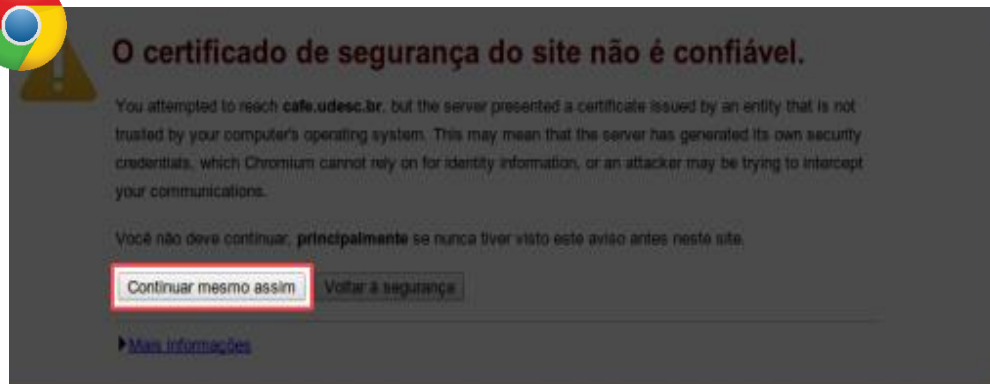 O certificado de segurança do site não é confiável.
You attempted to reach cafe.udesc.br, but the server presented a certificate issued by an entity that is not
trusted by your computer's operating system. This may mean that the server has generated its own security
credentials, which Chromium cannot rely on for identity information, or an attacker may be trying to intercept
your communications.
Você não deve continuar, principalmente se nunca tiver visto este aviso antes neste site.
Continuar mesmo assim Voltar à segurança
Mais informações